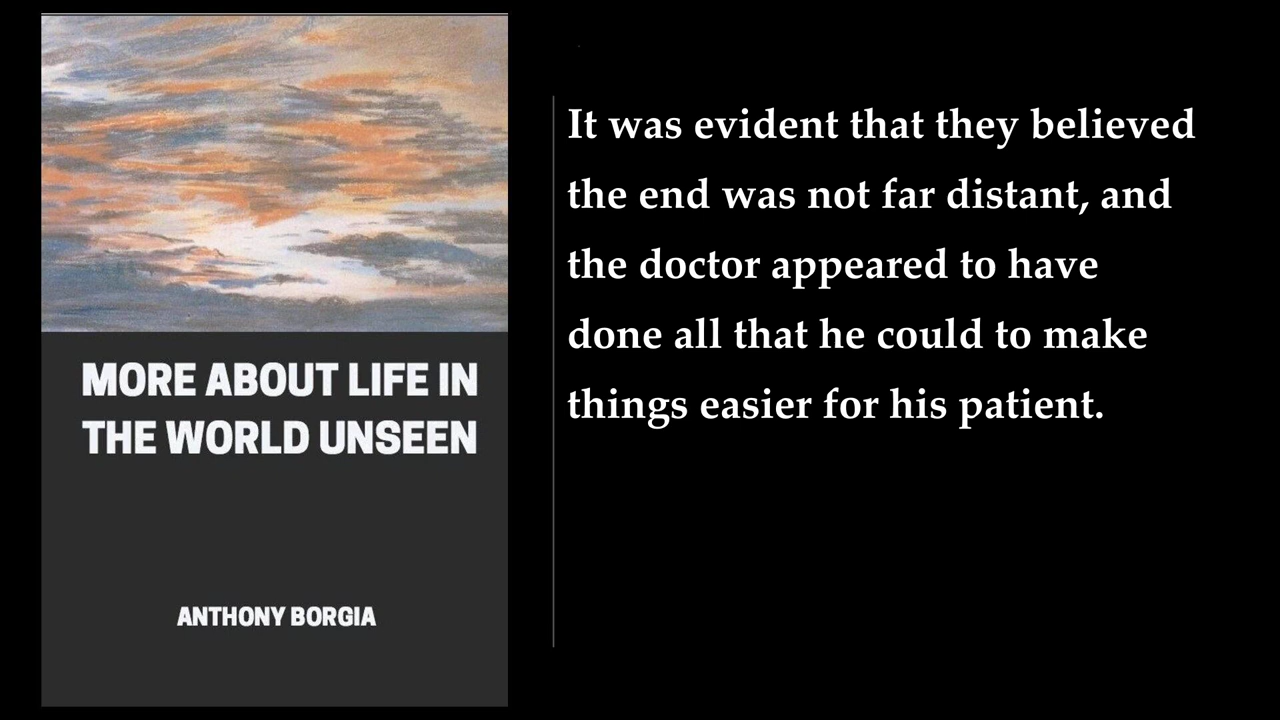 MORE ABOUT LIFE IN
THE WORLD UNSEEN
ANTHONY BORGIA
It was evident that they believed
the end was not far distant, and
the doctor appeared to have
done all that he could to make
things easier for his patient.